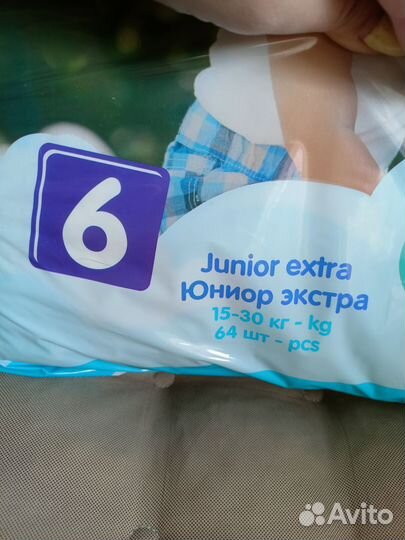 6
Junior extra
Юниор экстра
15-30 кг - kg
64 шт - pcs
Avito